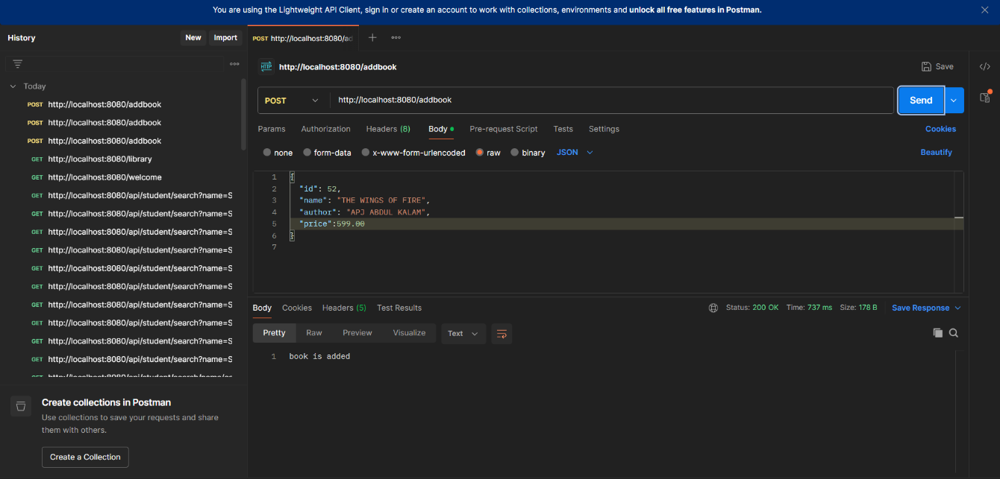 You are using the Lightweight API Client, sign in or create an account to work with collections, environments and unlock all free features in Postman.
History
New
Import
POST http://localhost:8080/ad
HTTP http://localhost:8080/addbook
Save
Today
POST http://localhost:8080/addbook
POST http://localhost:8080/addbook
POST http://localhost:8080/addbook
GET http://localhost:8080/library
GET http://localhost:8080/welcome
GET http://localhost:8080/api/student/search?name=S
GET http://localhost:8080/api/student/search?name=S
GET http://localhost:8080/api/student/search?name=S
GET http://localhost:8080/api/student/search?name=S
GET http://localhost:8080/api/student/search?name=S
GET http://localhost:8080/api/student/search?name=S
GET http://localhost:8080/api/student/search?name=S
GET http://localhost:8080/api/student/search?name=S
GET http://localhost:8080/api/student/search?name=S
GET http://localhost:8080/api/student/search?name=S
Create collections in Postman
Use collections to save your requests and share
them with others.
Create a Collection
POST
http://localhost:8080/addbook
Send
Params Authorization Headers (8) Body Pre-request Script Tests Settings Cookies
none form-data x-www-form-urlencoded raw binary JSON Beautify
1 {
2 "id": 52,
3 "name": "THE WINGS OF FIRE",
4 "author": "APJ ABDUL KALAM",
5 "price":599.00
6 }
7
Body Cookies Headers (5) Test Results Status: 200 OK Time: 737 ms Size: 178 B Save Response
Pretty Raw Preview Visualize Text
1 book is added